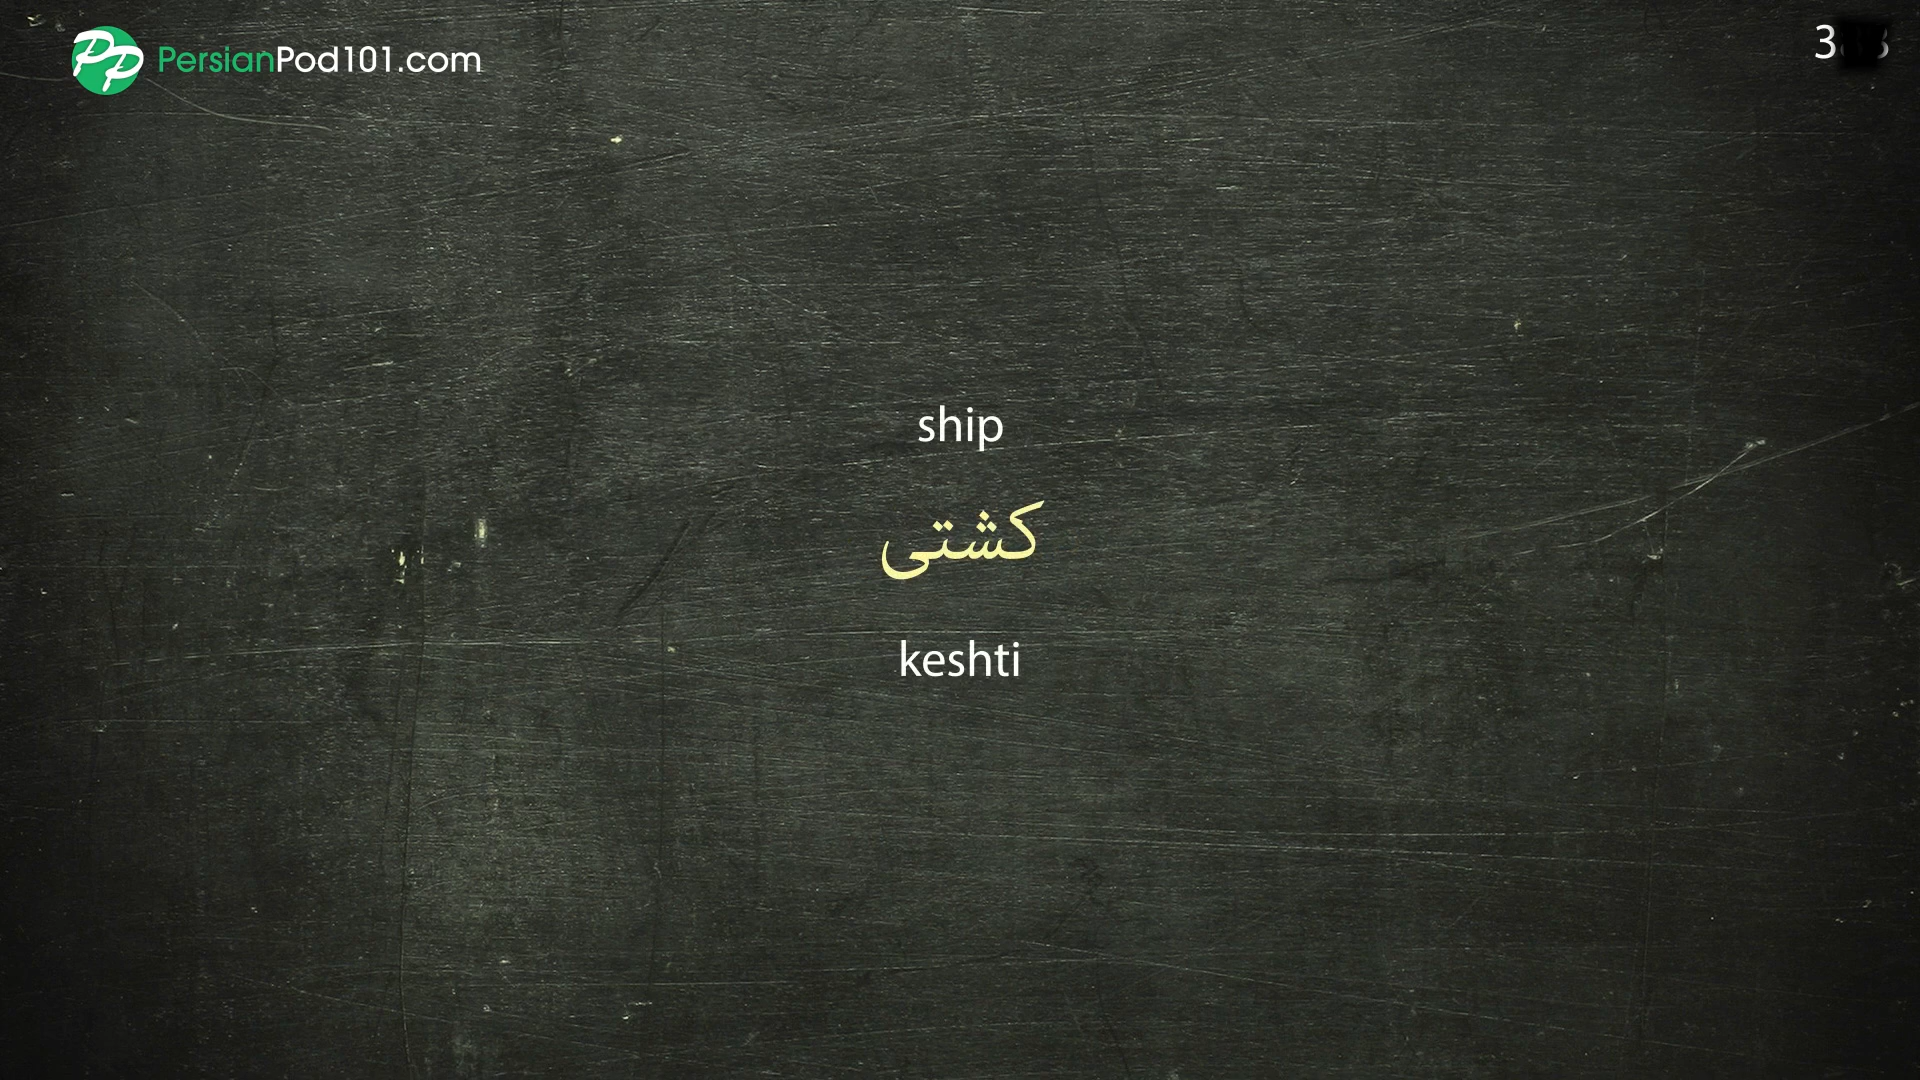 PersianPod101.com
ship
کشتی
keshti